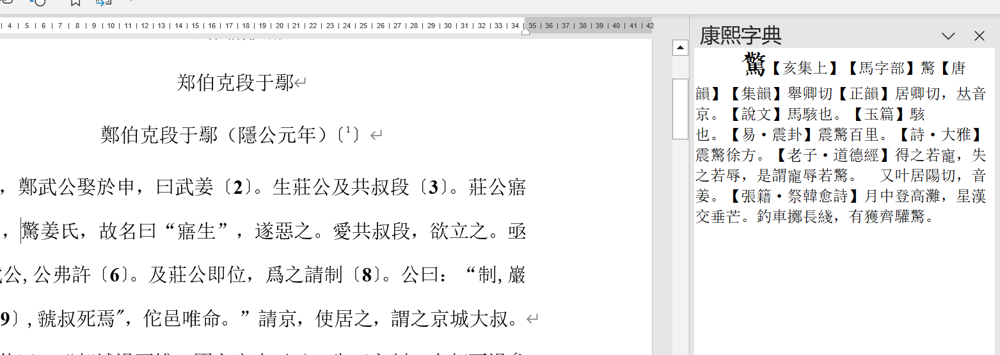 4 5 6 7 8 9 10 11 12 13 14 15 16 17 18 19 20 21 22 23 24 25 26 27 28 29 30 31 32 33 34 35 36 37 38 39 40 41 42
郑伯克段于鄢
鄭伯克段于鄢（隱公元年）〔1〕
，鄭武公娶於申，曰武姜〔2〕。生莊公及共叔段〔3〕。莊公寤
，驚姜氏，故名曰“寤生”，遂惡之。愛共叔段，欲立之。亟
公,公弗許〔6〕。及莊公即位，爲之請制〔8〕。公曰：“制,巖
9〕,虢叔死焉″，佗邑唯命。”請京，使居之，謂之京城大叔。
康熙字典
驚【亥集上】【馬字部】驚【唐
韻】【集韻】舉卿切【正韻】居卿切，𠀤音
京。【說文】馬駭也。【玉篇】駭
也。【易·震卦】震驚百里。【詩·大雅】
震驚徐方。【老子·道德經】得之若寵，失
之若辱，是謂寵辱若驚。　又叶居陽切，音
姜。【張籍·祭韓愈詩】月中登高灘，星漢
交垂芒。釣車擲長綫，有獲齊驩驚。